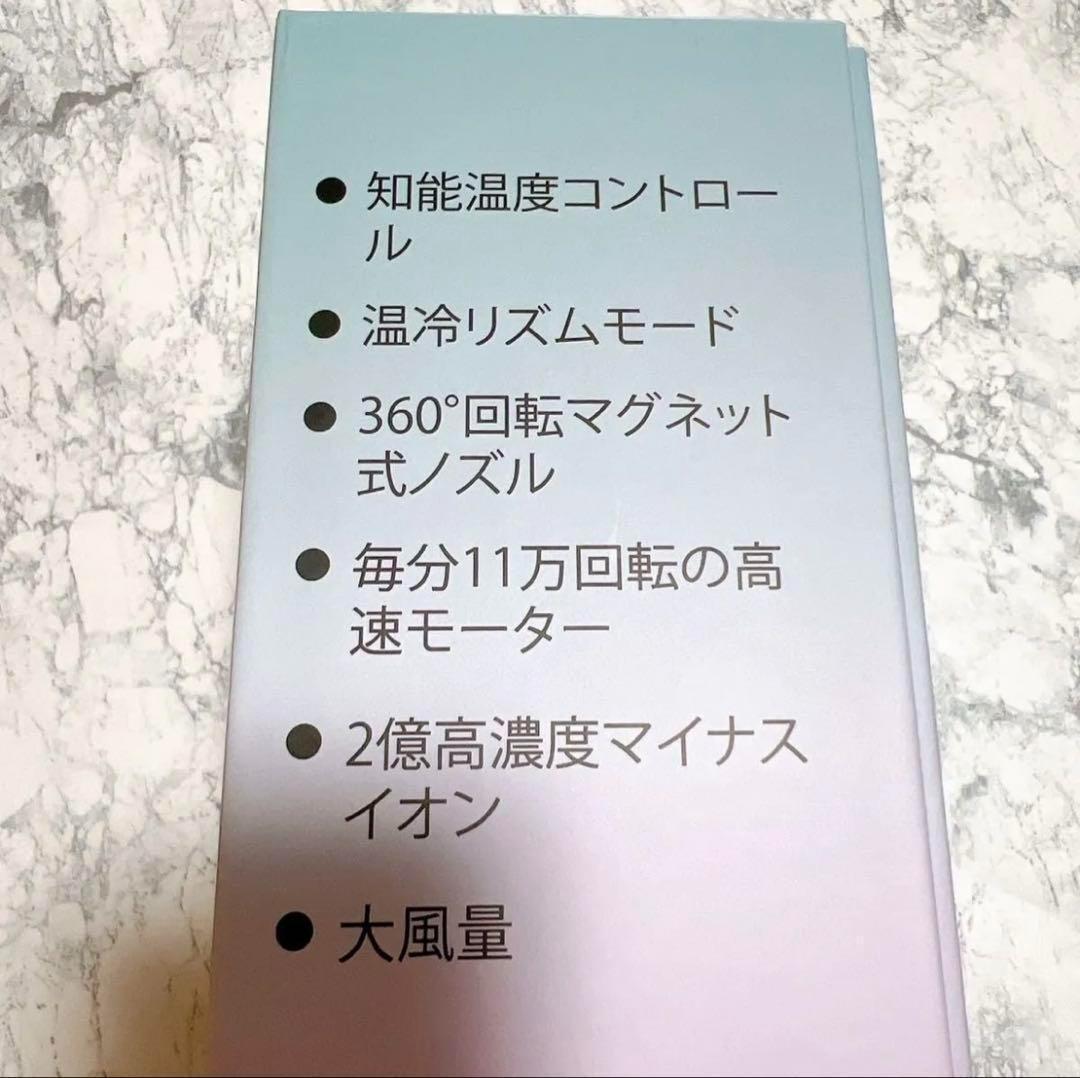 ● 知能温度コントロー
ル
● 温冷リズムモード
● 360°回転マグネット
式ノズル
● 毎分11万回転の高
速モーター
● 2億高濃度マイナス
イオン
● 大風量